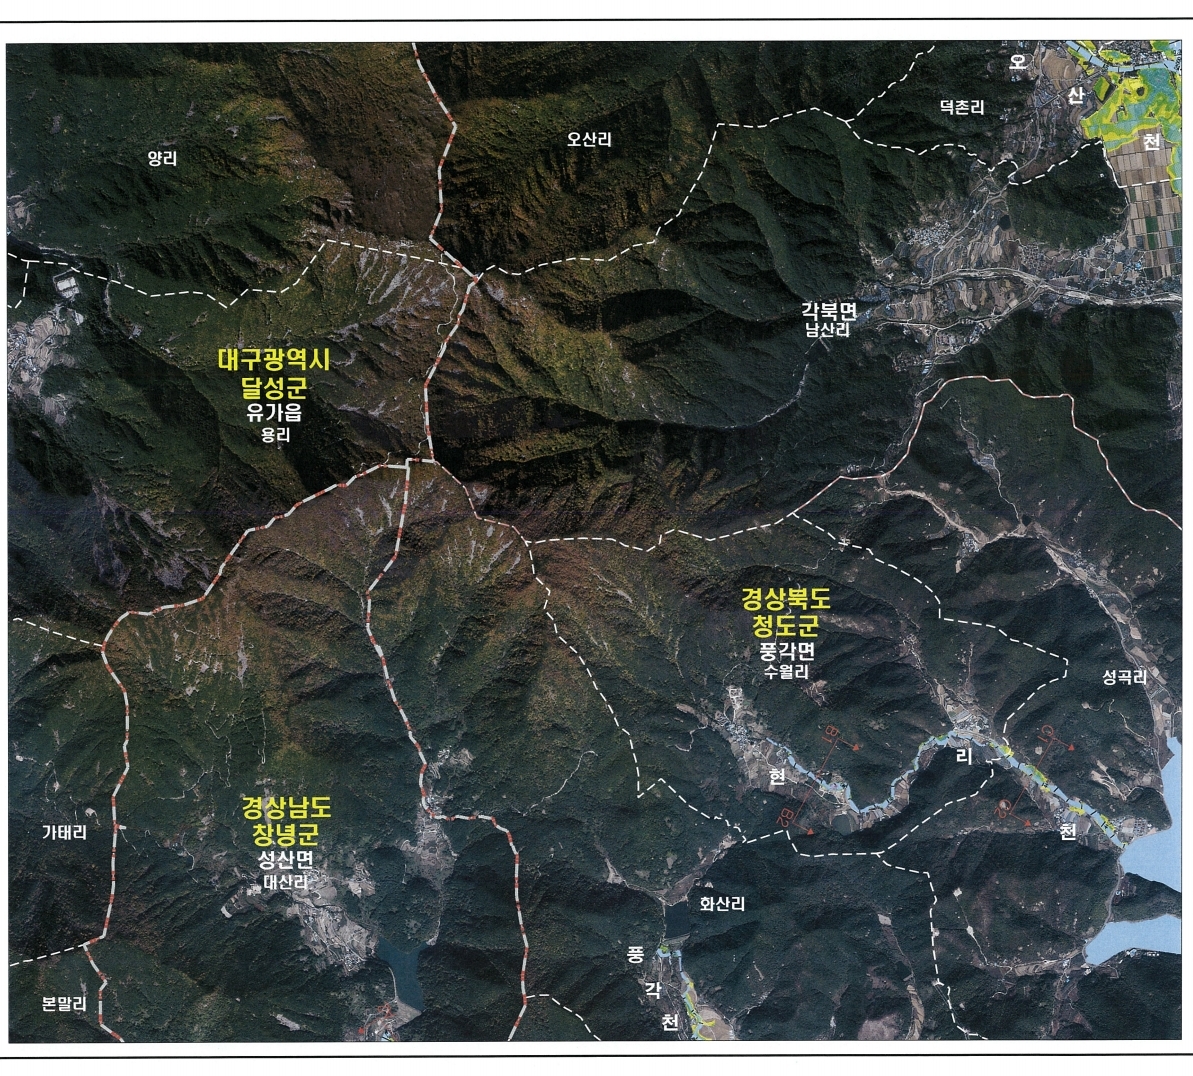 오
산
천
덕촌리
오산리
양리
각북면
남산리
대구광역시
달성군
유가읍
용리
경상북도
청도군
풍각면
수월리
성곡리
B1
C1
현
리
천
B2
경상남도
창녕군
성산면
대산리
가태리
화산리
풍
각
천
본말리